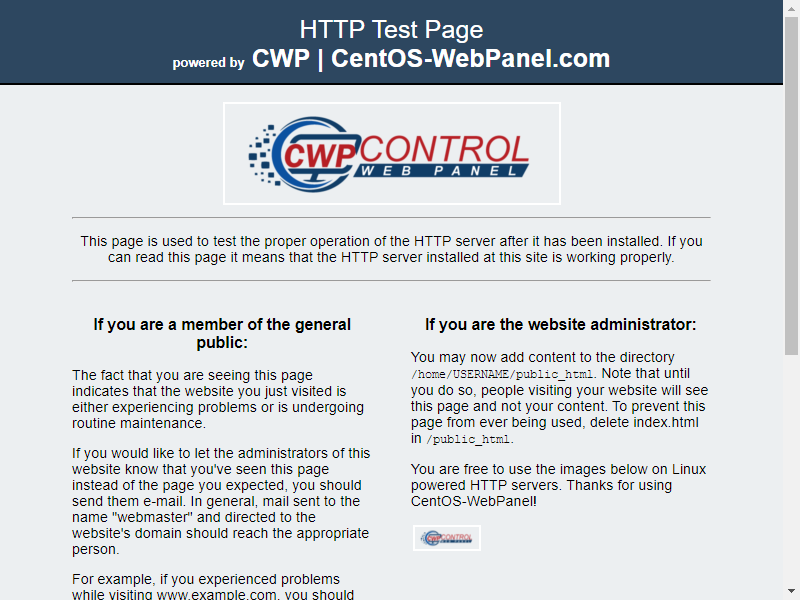 HTTP Test Page
powered by CWP | CentOS-WebPanel.com
CWP CONTROL
WEB PANEL
This page is used to test the proper operation of the HTTP server after it has been installed. If you
can read this page it means that the HTTP server installed at this site is working properly.
If you are a member of the general
public:
The fact that you are seeing this page
indicates that the website you just visited is
either experiencing problems or is undergoing
routine maintenance.
If you would like to let the administrators of this
website know that you've seen this page
instead of the page you expected, you should
send them e-mail. In general, mail sent to the
name "webmaster" and directed to the
website's domain should reach the appropriate
person.
For example, if you experienced problems
while visiting www.example.com, you should
If you are the website administrator:
You may now add content to the directory
/home/USERNAME/public_html. Note that until
you do so, people visiting your website will see
this page and not your content. To prevent this
page from ever being used, delete index.html
in /public_html.
You are free to use the images below on Linux
powered HTTP servers. Thanks for using
CentOS-WebPanel!
CWP CONTROL
WEB PANEL